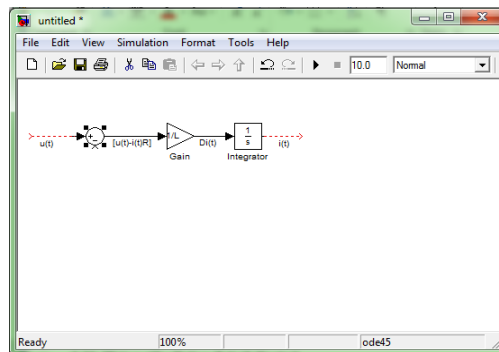 untitled *
File Edit View Simulation Format Tools Help
10.0 Normal
u(t) [u(t)-i(t)R] 1/L Di(t) 1 s i(t)
Gain Integrator
Ready 100% ode45